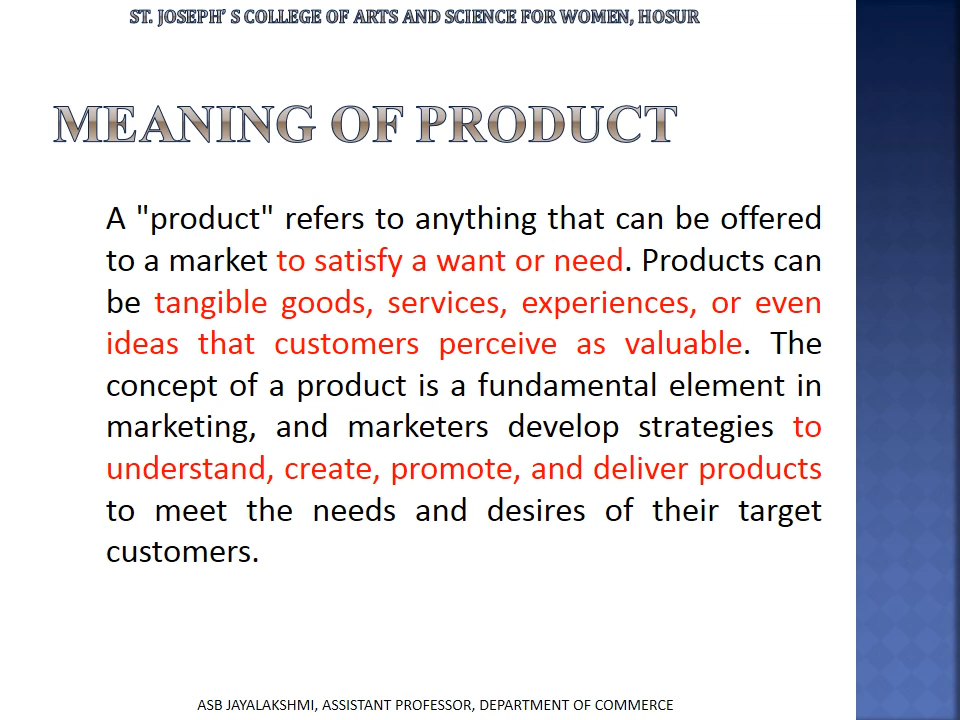 ST. JOSEPH’ S COLLEGE OF ARTS AND SCIENCE FOR WOMEN, HOSUR
MEANING OF PRODUCT
A "product" refers to anything that can be offered
to a market to satisfy a want or need. Products can
be tangible goods, services, experiences, or even
ideas that customers perceive as valuable. The
concept of a product is a fundamental element in
marketing, and marketers develop strategies to
understand, create, promote, and deliver products
to meet the needs and desires of their target
customers.
ASB JAYALAKSHMI, ASSISTANT PROFESSOR, DEPARTMENT OF COMMERCE